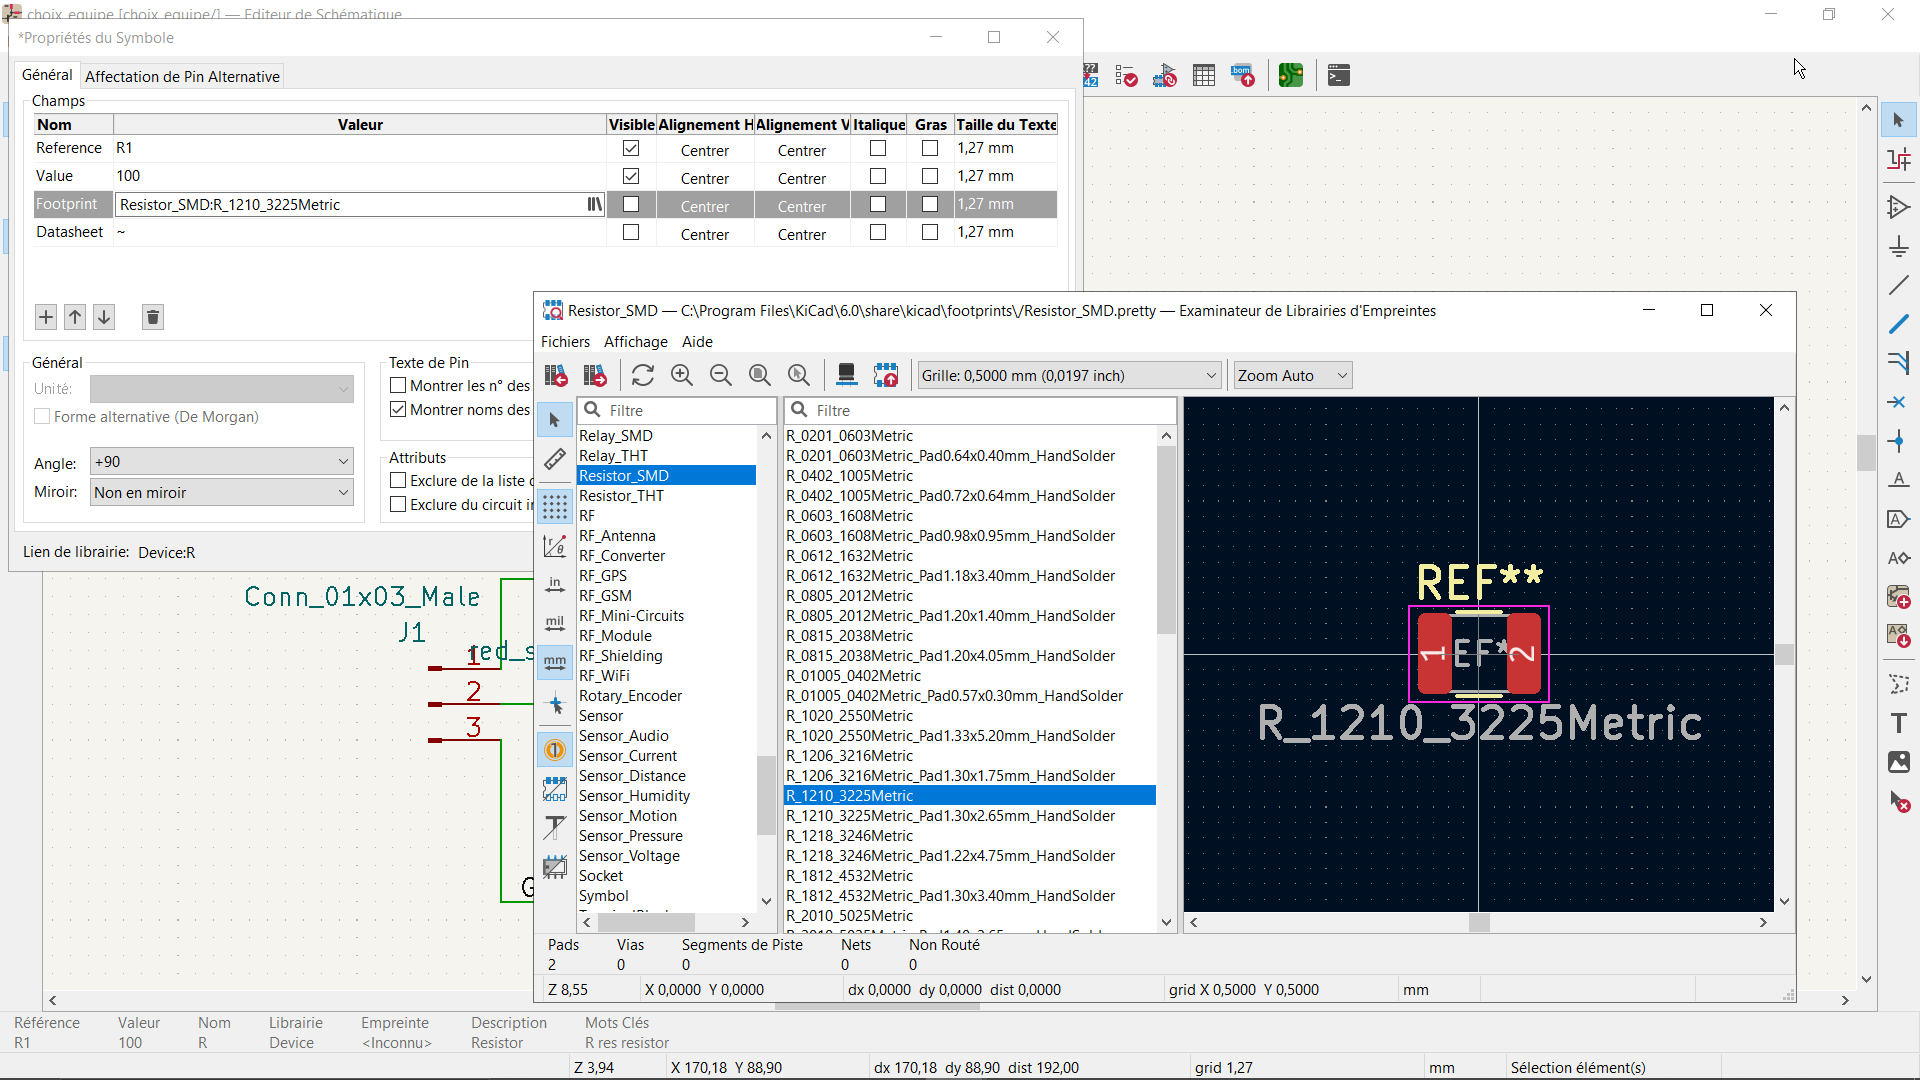 choix_equipe [choix_equipe/] — Editeur de Schématique
*Propriétés du Symbole
Général
Affectation de Pin Alternative
Champs
Nom Valeur Visible Alignement H Alignement V Italique Gras Taille du Texte
Reference R1 Centrer Centrer 1,27 mm
Value 100 Centrer Centrer 1,27 mm
Footprint Resistor_SMD:R_1210_3225Metric Centrer Centrer 1,27 mm
Datasheet ~ Centrer Centrer 1,27 mm
Général
Unité:
Forme alternative (De Morgan)
Angle: +90
Miroir: Non en miroir
Texte de Pin
Montrer les n° des
Montrer noms des
Attributs
Exclure de la liste
Exclure du circuit
Lien de librairie: Device:R
Conn_01x03_Male
J1
1
2
3
G
Resistor_SMD — C:\Program Files\KiCad\6.0\share\kicad\footprints\/Resistor_SMD.pretty — Examinateur de Librairies d'Empreintes
Fichiers Affichage Aide
Grille: 0,5000 mm (0,0197 inch)
Zoom Auto
in
mil
mm
Filtre
Relay_SMD
Relay_THT
Resistor_SMD
Resistor_THT
RF
RF_Antenna
RF_Converter
RF_GPS
RF_GSM
RF_Mini-Circuits
RF_Module
RF_Shielding
RF_WiFi
Rotary_Encoder
Sensor
Sensor_Audio
Sensor_Current
Sensor_Distance
Sensor_Humidity
Sensor_Motion
Sensor_Pressure
Sensor_Voltage
Socket
Symbol
Filtre
R_0201_0603Metric
R_0201_0603Metric_Pad0.64x0.40mm_HandSolder
R_0402_1005Metric
R_0402_1005Metric_Pad0.72x0.64mm_HandSolder
R_0603_1608Metric
R_0603_1608Metric_Pad0.98x0.95mm_HandSolder
R_0612_1632Metric
R_0612_1632Metric_Pad1.18x3.40mm_HandSolder
R_0805_2012Metric
R_0805_2012Metric_Pad1.20x1.40mm_HandSolder
R_0815_2038Metric
R_0815_2038Metric_Pad1.20x4.05mm_HandSolder
R_01005_0402Metric
R_01005_0402Metric_Pad0.57x0.30mm_HandSolder
R_1020_2550Metric
R_1020_2550Metric_Pad1.33x5.20mm_HandSolder
R_1206_3216Metric
R_1206_3216Metric_Pad1.30x1.75mm_HandSolder
R_1210_3225Metric
R_1210_3225Metric_Pad1.30x2.65mm_HandSolder
R_1218_3246Metric
R_1218_3246Metric_Pad1.22x4.75mm_HandSolder
R_1812_4532Metric
R_1812_4532Metric_Pad1.30x3.40mm_HandSolder
R_2010_5025Metric
REF**
1 EF* 2
R_1210_3225Metric
Pads Vias Segments de Piste Nets Non Routé
2 0 0 0 0
Z 8,55 X 0,0000 Y 0,0000 dx 0,0000 dy 0,0000 dist 0,0000 grid X 0,5000 Y 0,5000 mm
Référence Valeur Nom Librairie Empreinte Description Mots Clés
R1 100 R Device <Inconnu> Resistor R res resistor
Z 3,94 X 170,18 Y 88,90 dx 170,18 dy 88,90 dist 192,00 grid 1,27 mm Sélection élément(s)